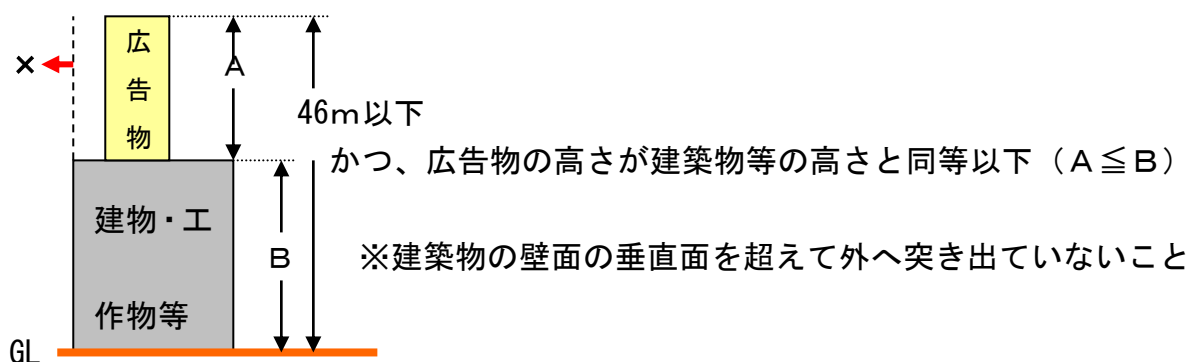 広
告
物
×
A
46m以下
かつ、広告物の高さが建築物等の高さと同等以下（A≦B）
建物・工
作物等
B
※建築物の壁面の垂直面を超えて外へ突き出ていないこと
GL